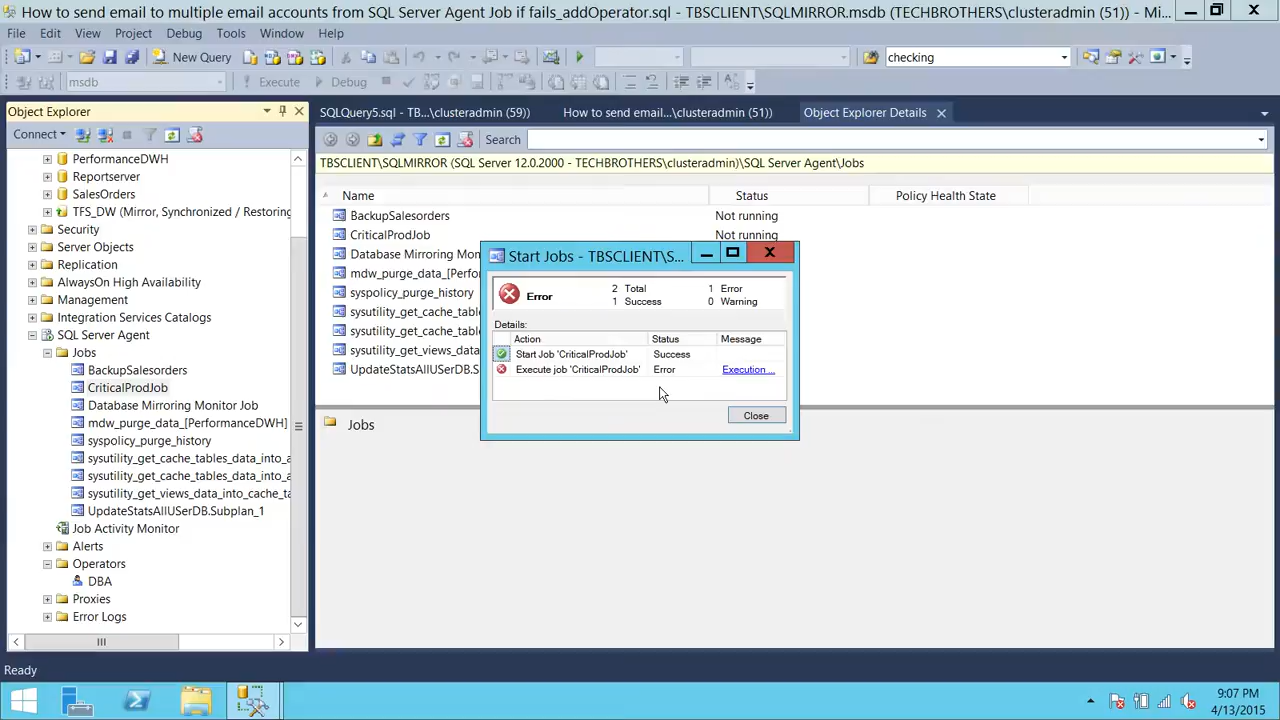 How to send email to multiple email accounts from SQL Server Agent Job if fails_addOperator.sql - TBSCLIENT\SQLMIRROR.msdb (TECHBROTHERS\clusteradmin (51)) - Mi...
File Edit View Project Debug Tools Window Help
New Query checking
msdb Execute Debug
Object Explorer
SQLQuery5.sql - TB...\clusteradmin (59))
How to send email...\clusteradmin (51))
Object Explorer Details
Connect
Search
TBSCLIENT\SQLMIRROR (SQL Server 12.0.2000 - TECHBROTHERS\clusteradmin)\SQL Server Agent\Jobs
PerformanceDWH
Reportserver
SalesOrders
TFS_DW (Mirror, Synchronized / Restoring
Security
Server Objects
Replication
AlwaysOn High Availability
Management
Integration Services Catalogs
SQL Server Agent
Jobs
BackupSalesorders
CriticalProdJob
Database Mirroring Monitor Job
mdw_purge_data_[PerformanceDWH]
syspolicy_purge_history
sysutility_get_cache_tables_data_into_a
sysutility_get_cache_tables_data_into_a
sysutility_get_views_data_into_cache_ta
UpdateStatsAllUSerDB.Subplan_1
Job Activity Monitor
Alerts
Operators
DBA
Proxies
Error Logs
Name Status Policy Health State
BackupSalesorders Not running
CriticalProdJob Not running
Database Mirroring Mon
mdw_purge_data_[Perfo
syspolicy_purge_history
sysutility_get_cache_tabl
sysutility_get_cache_tabl
sysutility_get_views_data
UpdateStatsAllUSerDB.S
Jobs
Start Jobs - TBSCLIENT\S...
Error
2 Total 1 Error
1 Success 0 Warning
Details:
Action Status Message
Start Job 'CriticalProdJob' Success
Execute job 'CriticalProdJob' Error Execution ...
Close
Ready
9:07 PM
4/13/2015